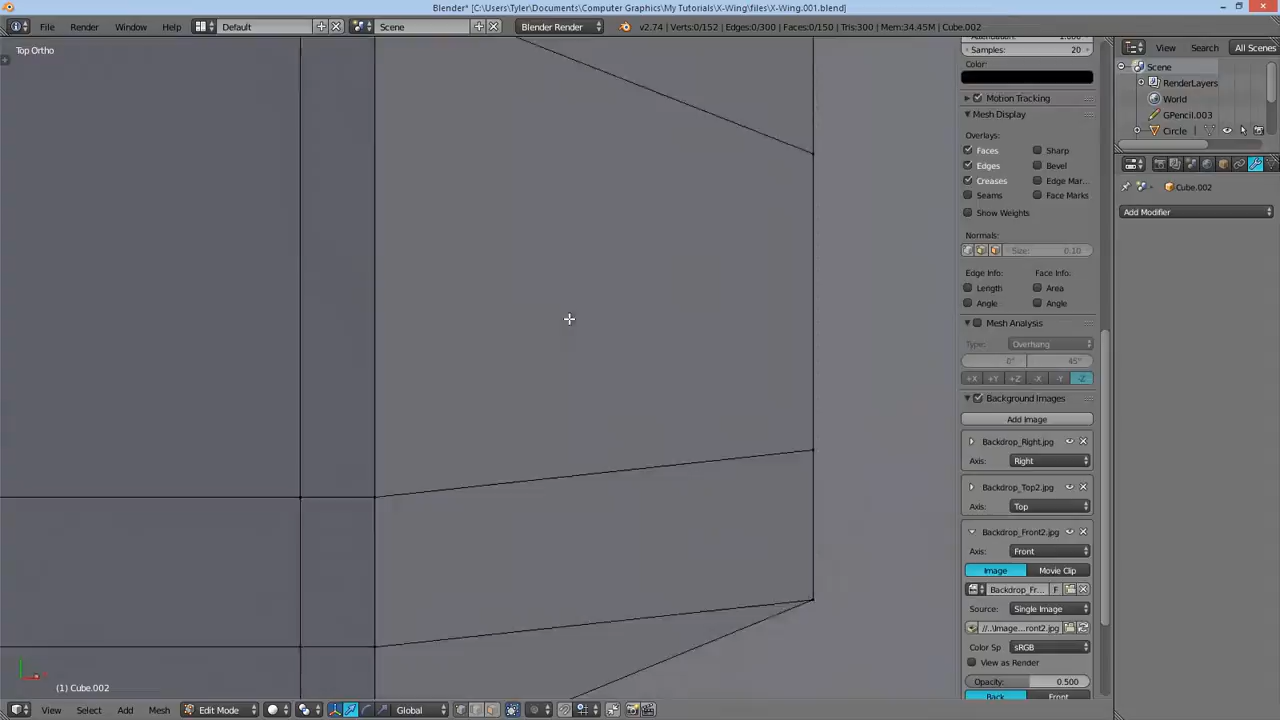 Blender* [C:\Users\Tyler\Documents\Computer Graphics\My Tutorials\X-Wing\files\X-Wing.001.blend]
File Render Window Help Default Scene Blender Render v2.74 | Verts:0/152 | Edges:0/300 | Faces:0/150 | Tris:300 | Mem:34.45M | Cube.002
View Search All Scenes
Top Ortho
Samples: 20
Color:
Motion Tracking
Mesh Display
Overlays:
Faces Sharp
Edges Bevel
Creases Edge Mar...
Seams Face Marks
Show Weights
Normals:
Size: 0.10
Edge Info: Face Info:
Length Area
Angle Angle
Mesh Analysis
Type: Overhang
0° 45°
+X +Y +Z -X -Y -Z
Background Images
Add Image
Backdrop_Right.jpg
Axis: Right
Backdrop_Top2.jpg
Axis: Top
Backdrop_Front2.jpg
Axis: Front
Image Movie Clip
Backdrop_Fr... F
Source: Single Image
//..\Image...ront2.jpg
Color Sp sRGB
View as Render
Opacity: 0.500
Back Front
Scene
RenderLayers
World
GPencil.003
Circle
Cube.002
Add Modifier
(1) Cube.002
View Select Add Mesh Edit Mode Global